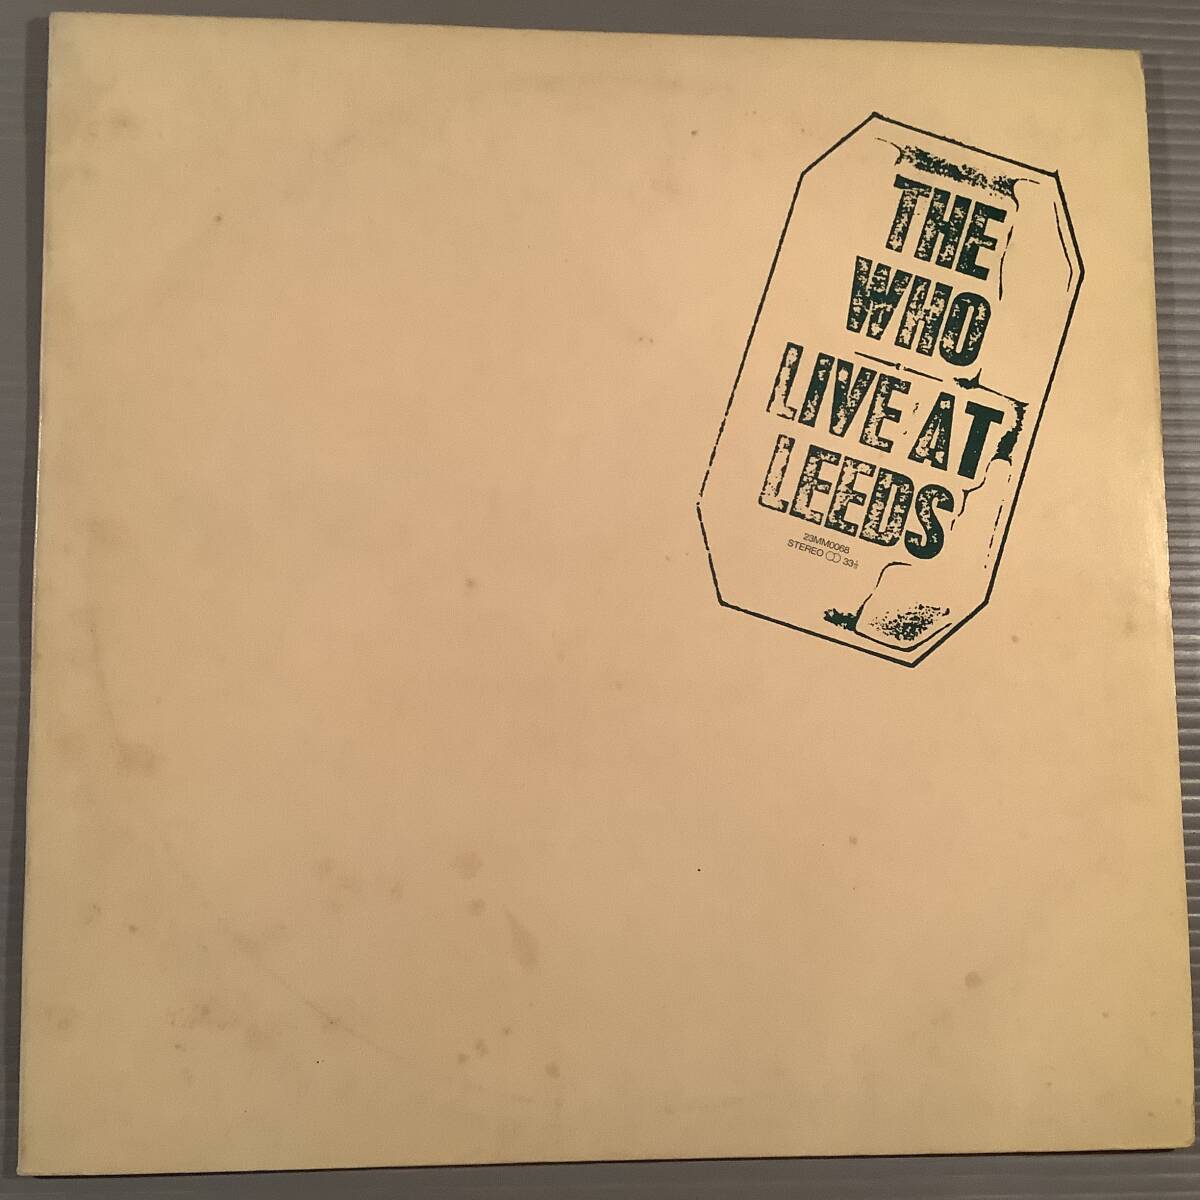 THE
WHO
LIVE AT
LEEDS
23MM0068
STEREO 33⅓